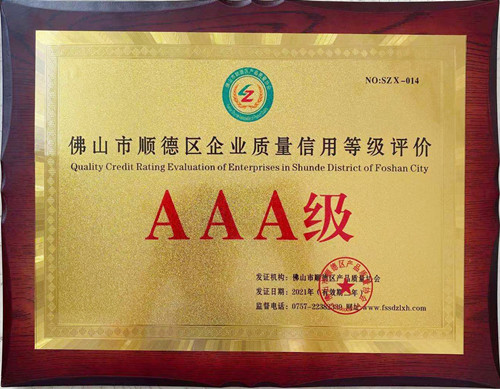 NO:SZX-014
佛山市顺德区企业质量信用等级评价
Quality Credit Rating Evaluation of Enterprises in Shunde District of Foshan City
AAA级
发证机构：佛山市顺德区产品质量协会
发证日期：2021年（有效期 年）
监督电话：0757-22387339 网址：www.fssdzlxh.com